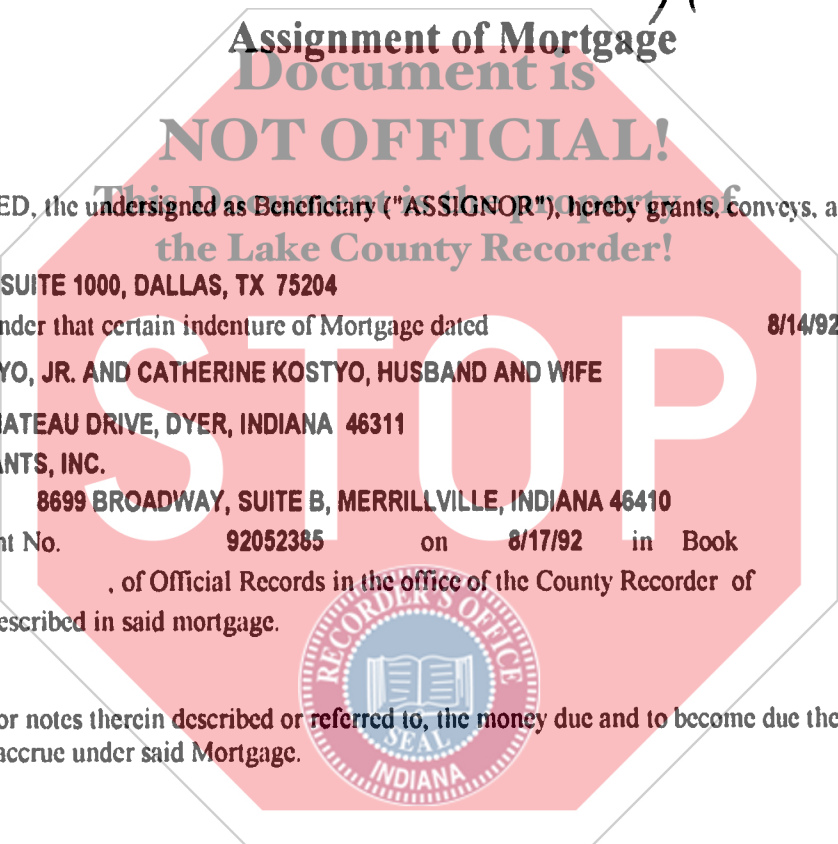 Assignment of Mortgage
Document is
NOT OFFICIAL!
This Document is the property of
ED, the undersigned as Beneficiary ("ASSIGNOR"), hereby grants, conveys, a
the Lake County Recorder!
SUITE 1000, DALLAS, TX 75204
nder that certain indenture of Mortgage dated 8/14/92
YO, JR. AND CATHERINE KOSTYO, HUSBAND AND WIFE
IATEAU DRIVE, DYER, INDIANA 46311
ANTS, INC.
STOP
8699 BROADWAY, SUITE B, MERRILLVILLE, INDIANA 46410
nt No. 92052385 on 8/17/92 in Book
, of Official Records in the office of the County Recorder of
escribed in said mortgage.
RECORDER'S OFFICE
or notes therein described or referred to, the money due and to become due the
SEAL
accrue under said Mortgage.
INDIANA